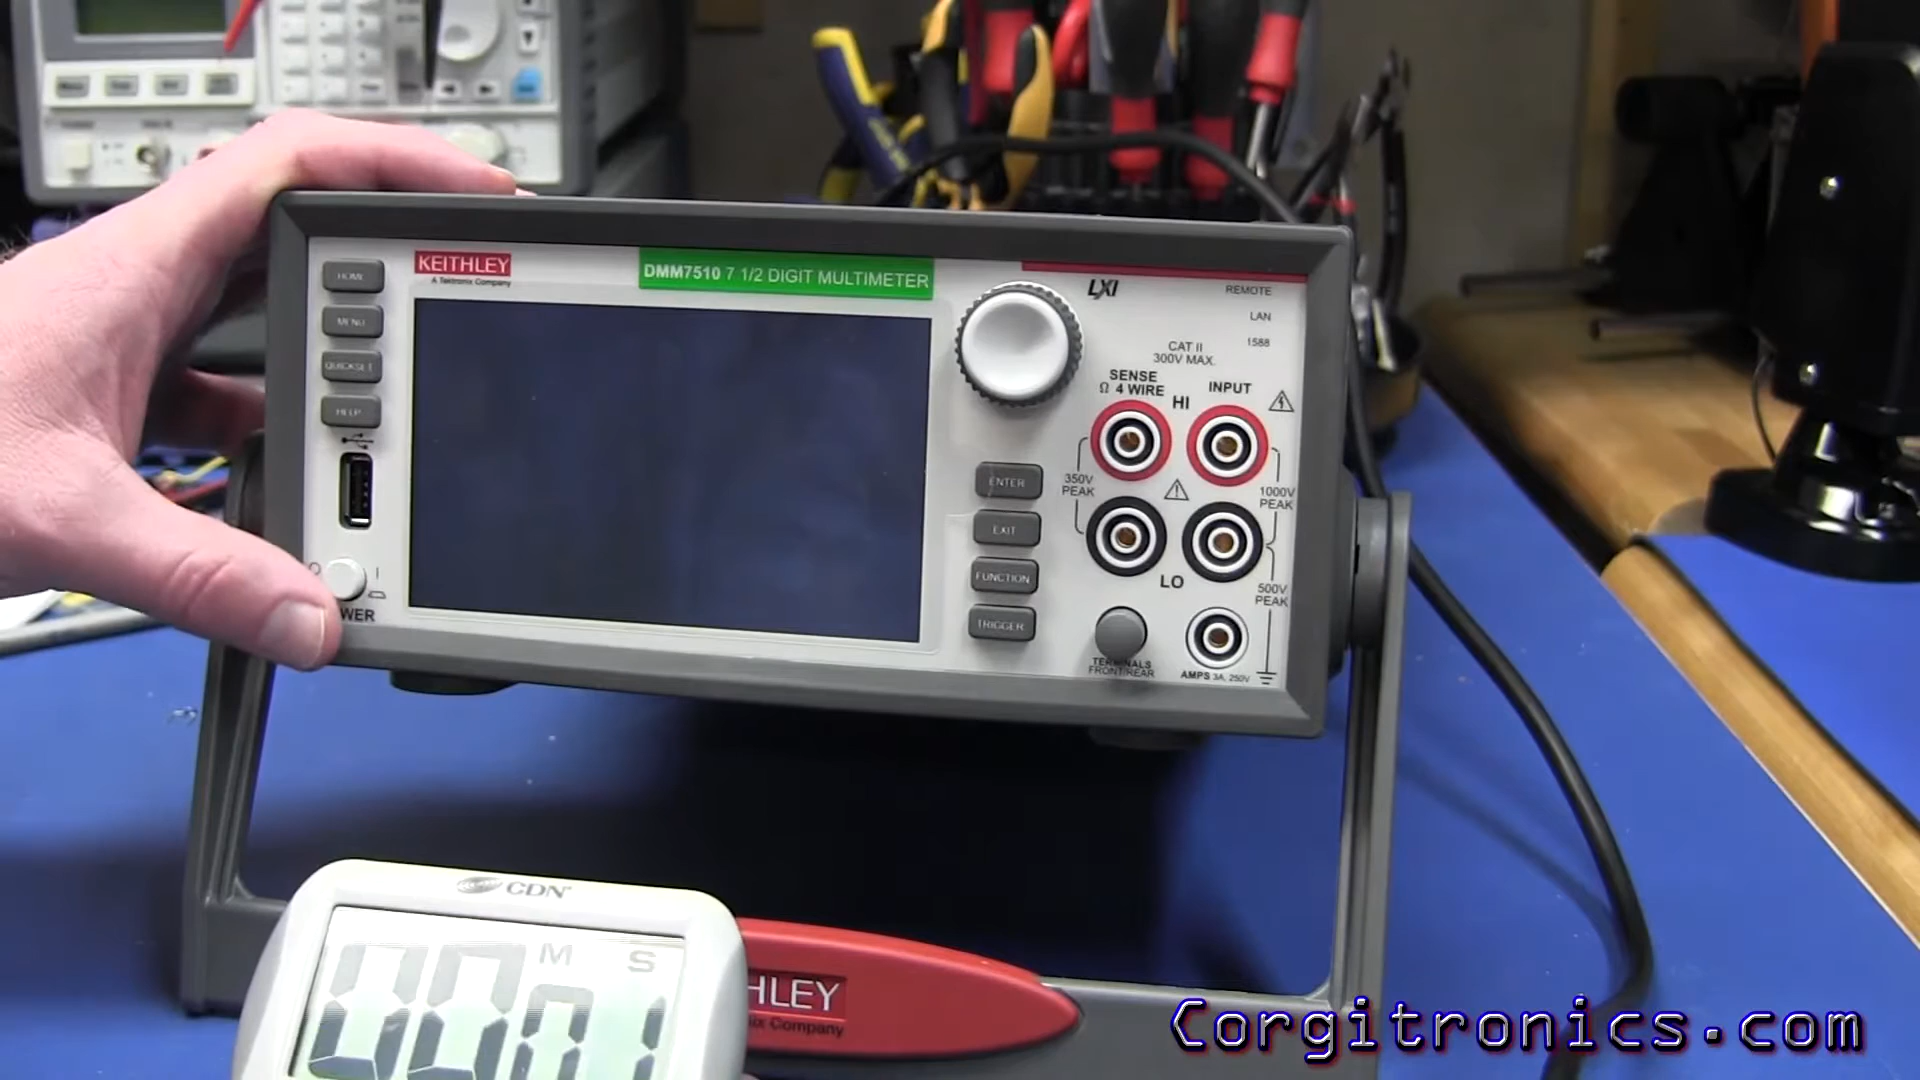 KEITHLEY
A Tektronix Company
DMM7510 7 1/2 DIGIT MULTIMETER
LXI
REMOTE
LAN
1588
HOME
MENU
QUICKSET
HELP
CAT II
300V MAX.
SENSE
Ω 4 WIRE
HI
INPUT
350V
PEAK
1000V
PEAK
ENTER
EXIT
FUNCTION
TRIGGER
LO
500V
PEAK
WER
TERMINALS
FRONT/REAR
AMPS 3A, 250V
CDN
M S
00 01
HLEY
ix Company
Corgitronics.com